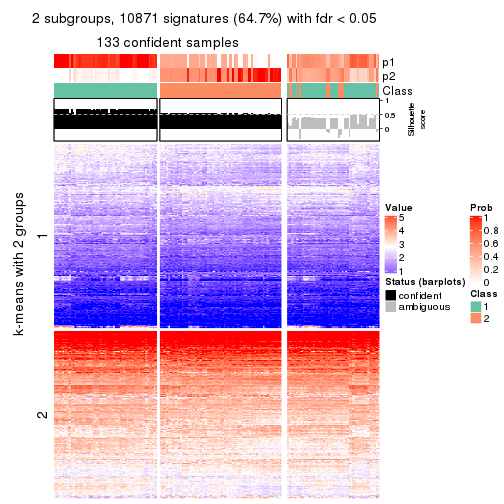 2 subgroups, 10871 signatures (64.7%) with fdr < 0.05
133 confident samples
p1
p2
Class
1
0.5
0
Silhouette
score
k-means with 2 groups
1
2
Value
5
4
3
2
1
Status (barplots)
confident
ambiguous
Prob
1
0.8
0.6
0.4
0.2
0
Class
1
2